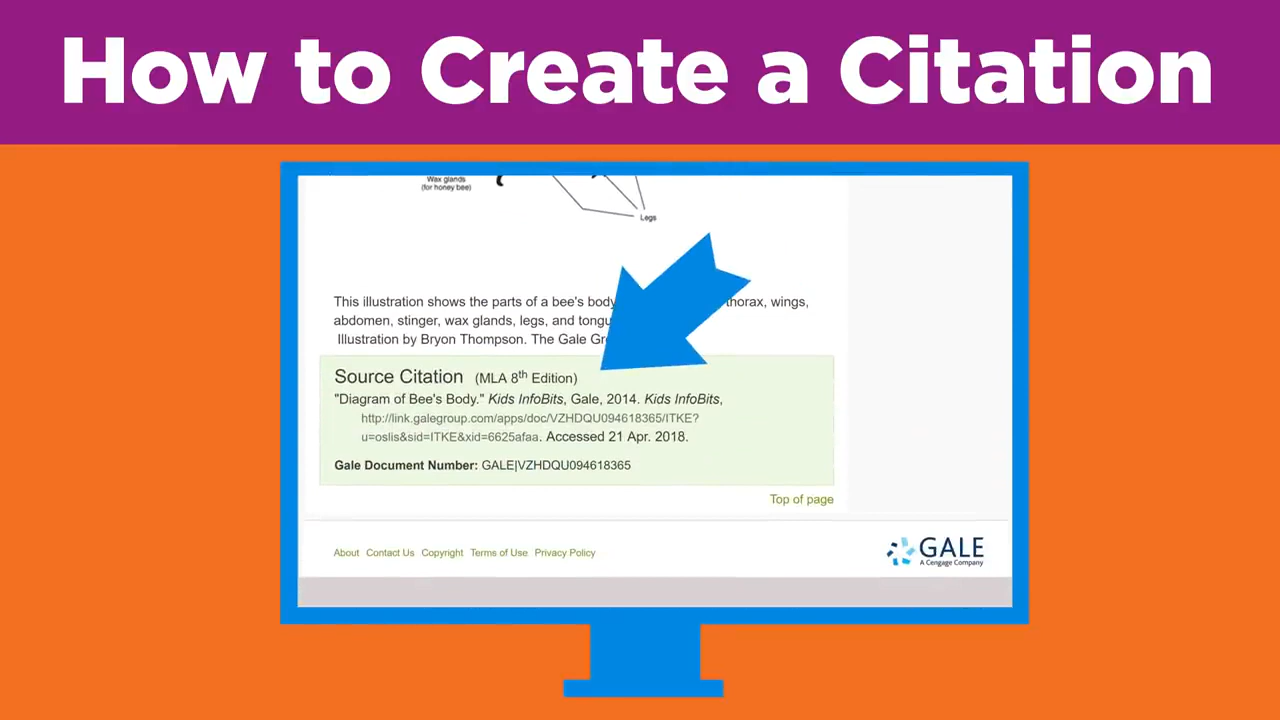 How to Create a Citation
Wax glands
(for honey bee)
Legs
This illustration shows the parts of a bee's body thorax, wings,
abdomen, stinger, wax glands, legs, and
Illustration by Bryon Thompson. The Gale
Source Citation (MLA 8th Edition)
"Diagram of Bee's Body." Kids InfoBits, Gale, 2014. Kids InfoBits,
http://link.galegroup.com/apps/doc/VZHDQU094618365/ITKE?
u=oslis&sid=ITKE&xid=6625afaa. Accessed 21 Apr. 2018.
Gale Document Number: GALE|VZHDQU094618365
Top of page
About Contact Us Copyright Terms of Use Privacy Policy
GALE
A Cengage Company